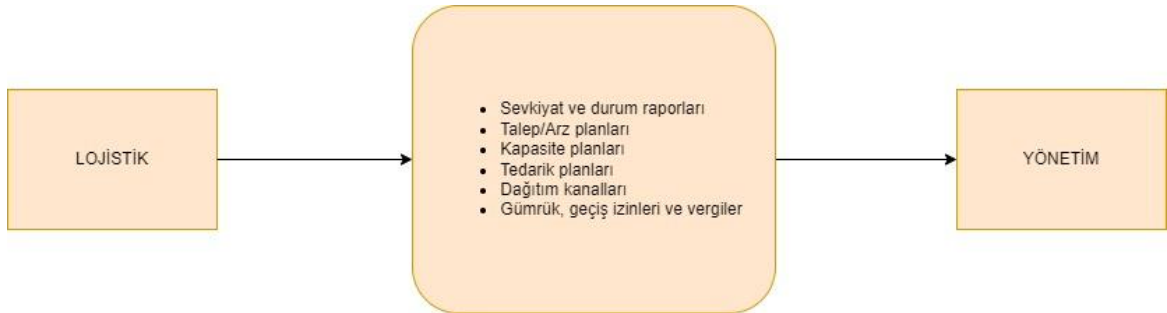 LOJİSTİK
• Sevkiyat ve durum raporları
• Talep/Arz planları
• Kapasite planları
• Tedarik planları
• Dağıtım kanalları
• Gümrük, geçiş izinleri ve vergiler
YÖNETİM